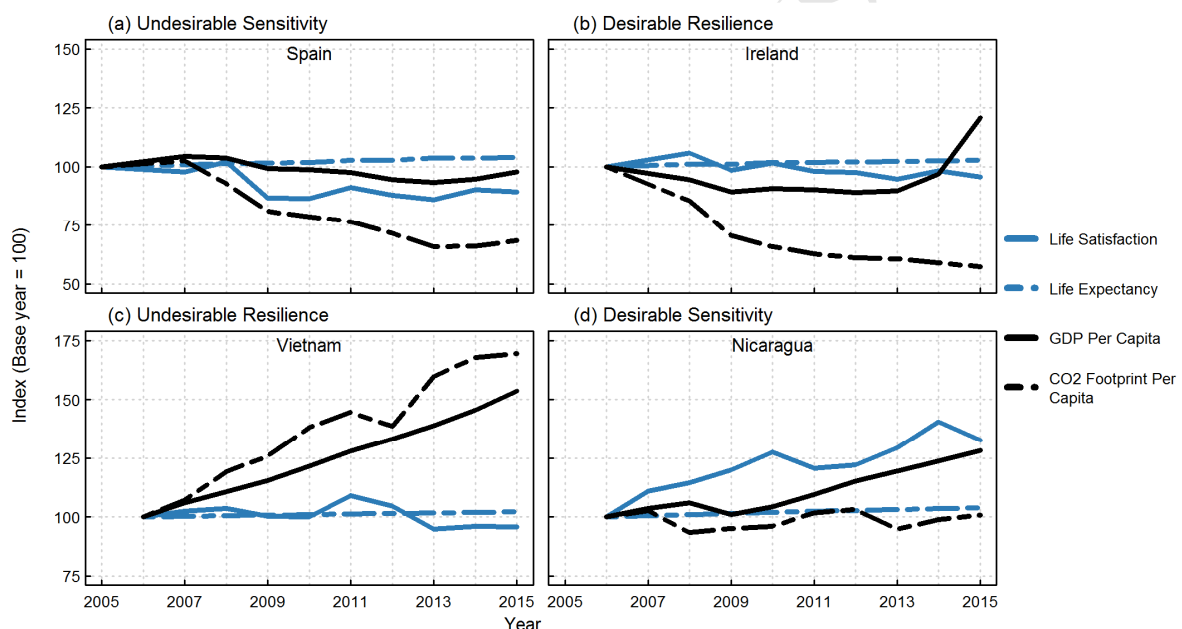 (a) Undesirable Sensitivity
(b) Desirable Resilience
Spain
Ireland
150
125
100
75
50
Life Satisfaction
Life Expectancy
GDP Per Capita
CO2 Footprint Per
Capita
Index (Base year = 100)
(c) Undesirable Resilience
(d) Desirable Sensitivity
Vietnam
Nicaragua
175
150
125
100
75
2005 2007 2009 2011 2013 2015
2005 2007 2009 2011 2013 2015
Year